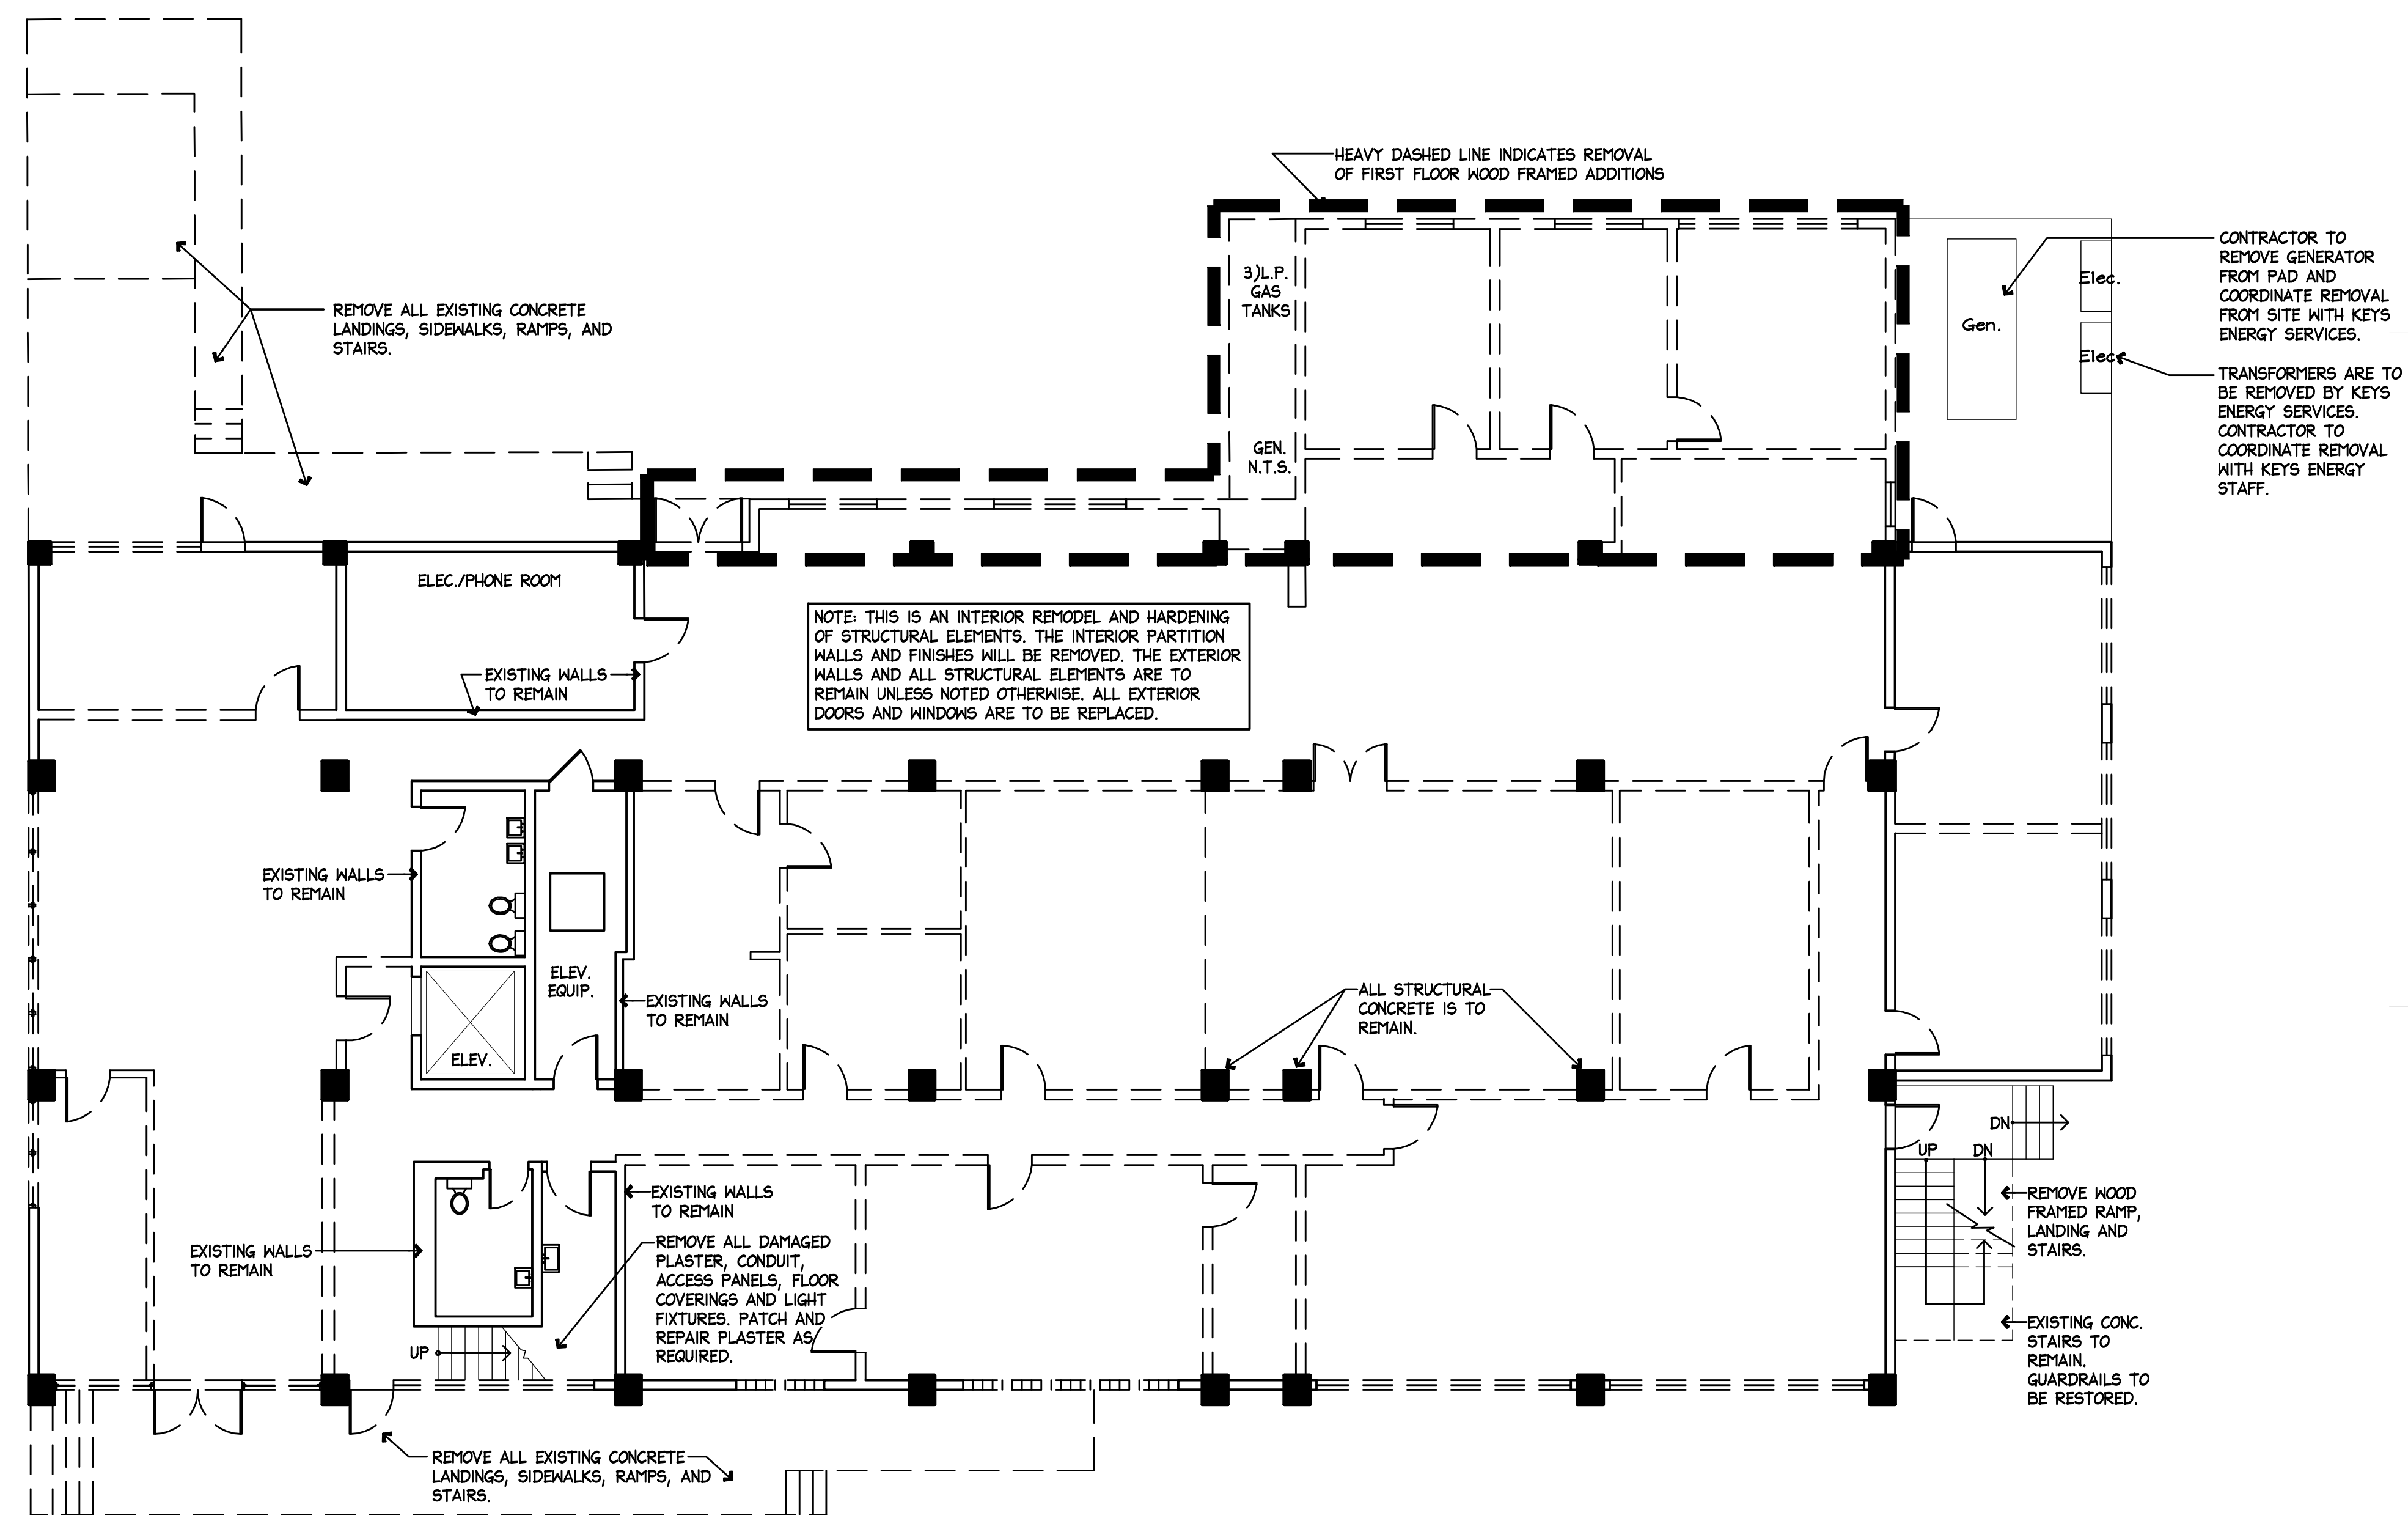 HEAVY DASHED LINE INDICATES REMOVAL
OF FIRST FLOOR WOOD FRAMED ADDITIONS
CONTRACTOR TO
REMOVE GENERATOR
FROM PAD AND
COORDINATE REMOVAL
FROM SITE WITH KEYS
ENERGY SERVICES.
3)L.P.
GAS
TANKS
Elec.
Gen.
Elec.
REMOVE ALL EXISTING CONCRETE
LANDINGS, SIDEWALKS, RAMPS, AND
STAIRS.
TRANSFORMERS ARE TO
BE REMOVED BY KEYS
ENERGY SERVICES.
CONTRACTOR TO
COORDINATE REMOVAL
WITH KEYS ENERGY
STAFF.
GEN.
N.T.S.
ELEC./PHONE ROOM
NOTE: THIS IS AN INTERIOR REMODEL AND HARDENING
OF STRUCTURAL ELEMENTS. THE INTERIOR PARTITION
WALLS AND FINISHES WILL BE REMOVED. THE EXTERIOR
WALLS AND ALL STRUCTURAL ELEMENTS ARE TO
REMAIN UNLESS NOTED OTHERWISE. ALL EXTERIOR
DOORS AND WINDOWS ARE TO BE REPLACED.
EXISTING WALLS
TO REMAIN
EXISTING WALLS
TO REMAIN
ELEV.
EQUIP.
EXISTING WALLS
TO REMAIN
ALL STRUCTURAL
CONCRETE IS TO
REMAIN.
ELEV.
DN
UP
DN
EXISTING WALLS
TO REMAIN
REMOVE WOOD
FRAMED RAMP,
LANDING AND
STAIRS.
EXISTING WALLS
TO REMAIN
REMOVE ALL DAMAGED
PLASTER, CONDUIT,
ACCESS PANELS, FLOOR
COVERINGS AND LIGHT
FIXTURES. PATCH AND
REPAIR PLASTER AS
REQUIRED.
UP
EXISTING CONC.
STAIRS TO
REMAIN.
GUARDRAILS TO
BE RESTORED.
REMOVE ALL EXISTING CONCRETE
LANDINGS, SIDEWALKS, RAMPS, AND
STAIRS.